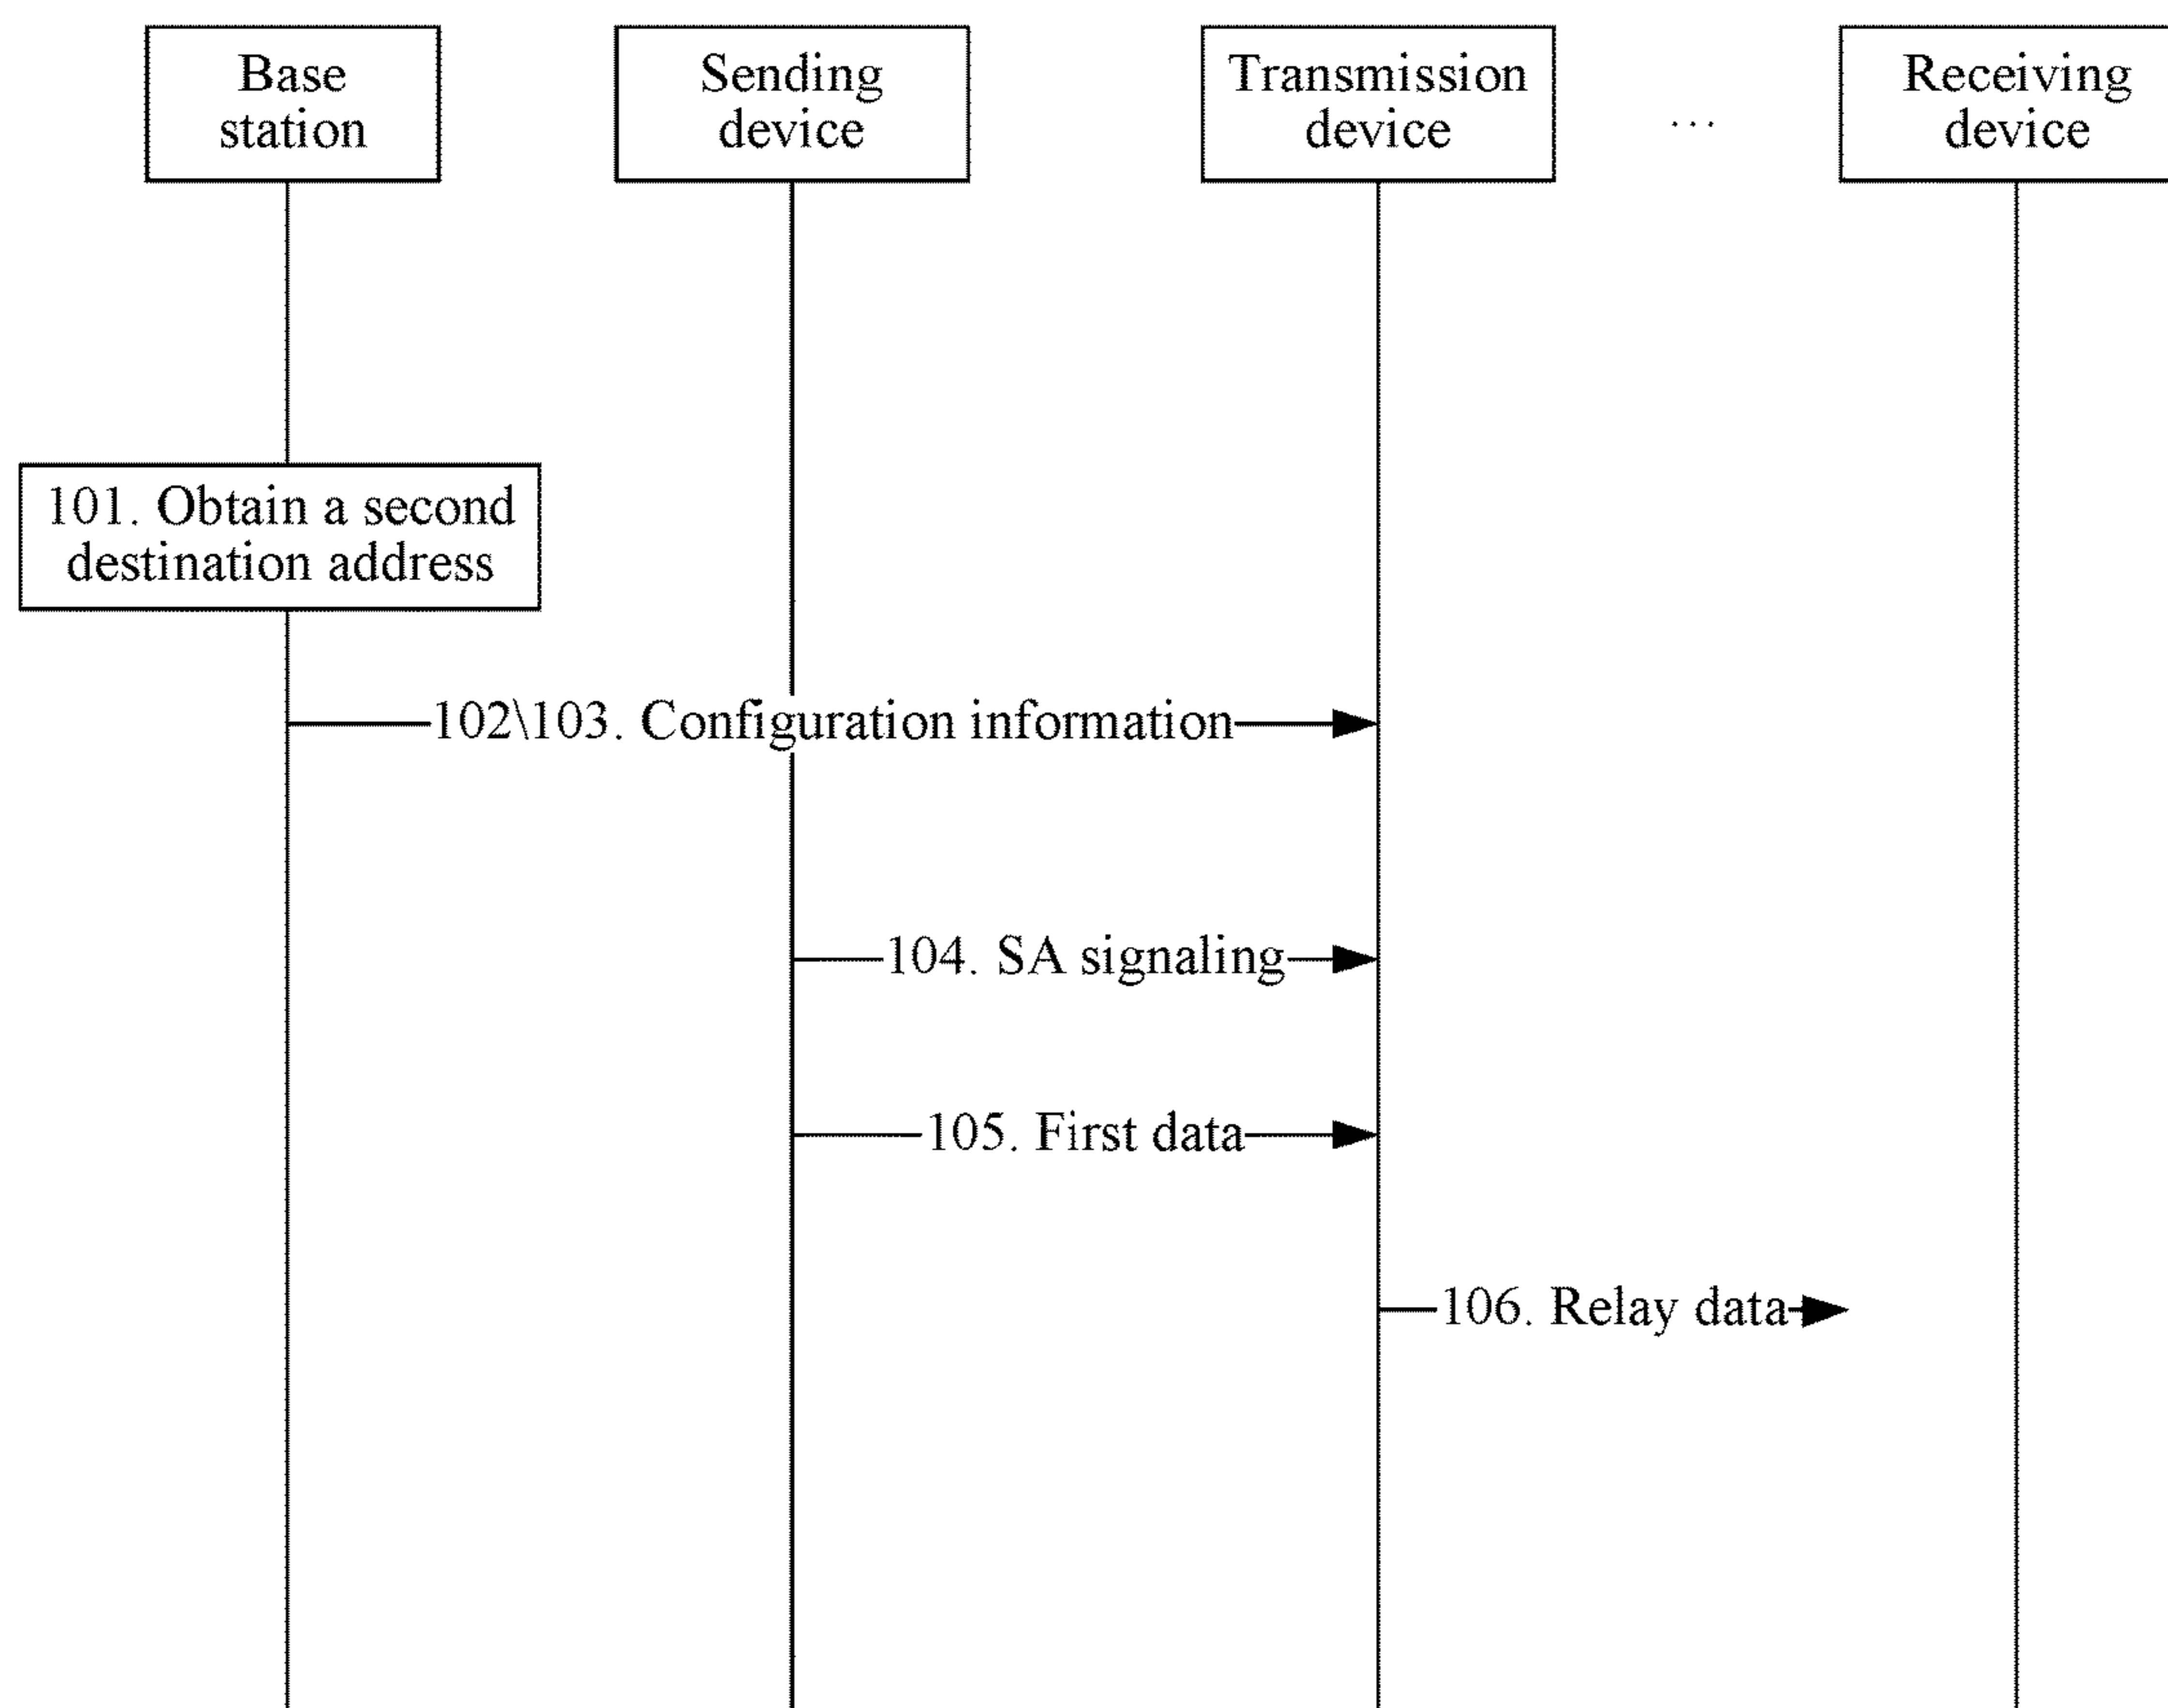 Base
station
Sending
device
Transmission
device
...
Receiving
device
101. Obtain a second
destination address
102\103. Configuration information
104. SA signaling
105. First data
106. Relay data